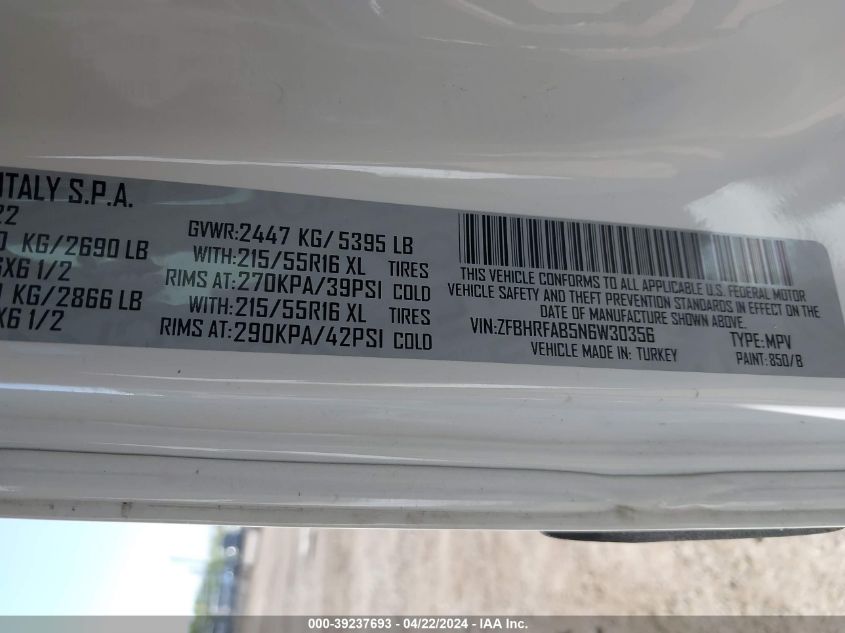 ITALY S.P.A.
22
0 KG/2690 LB
6X6 1/2
KG/2866 LB
X6 1/2
GVWR:2447 KG/ 5395 LB
WITH:215/55R16 XL TIRES
RIMS AT:270KPA/39PSI COLD
WITH:215/55R16 XL TIRES
RIMS AT:290KPA/42PSI COLD
THIS VEHICLE CONFORMS TO ALL APPLICABLE U.S. FEDERAL MOTOR
VEHICLE SAFETY AND THEFT PREVENTION STANDARDS IN EFFECT ON THE
DATE OF MANUFACTURE SHOWN ABOVE.
VIN:ZFBHRFAB5N6W30356 TYPE:MPV
VEHICLE MADE IN: TURKEY PAINT:850/B
000-39237693 - 04/22/2024 - IAA Inc.